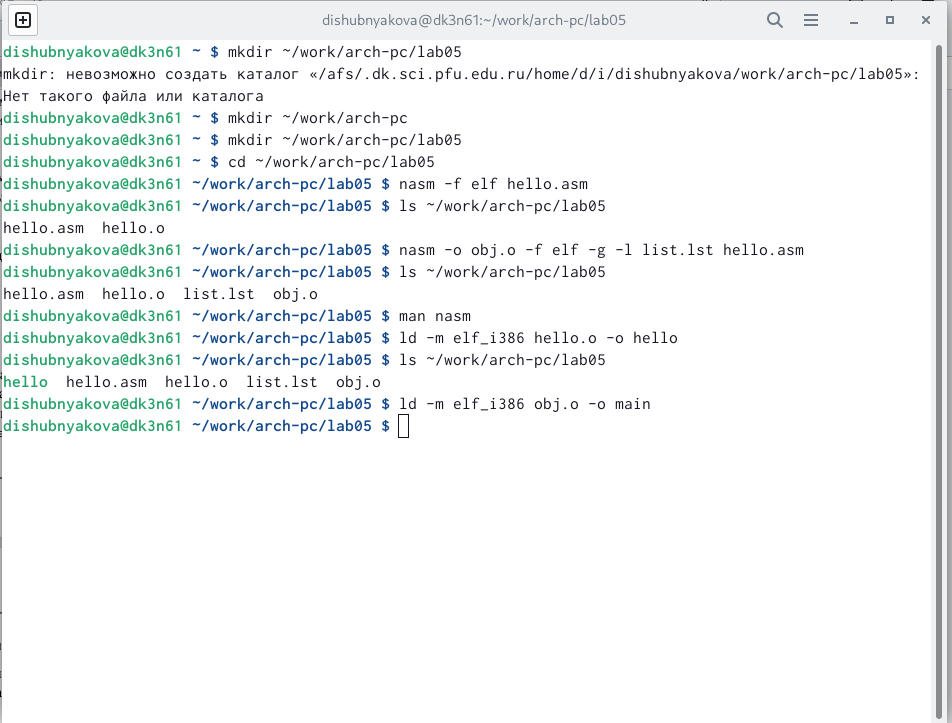 dishubnyakova@dk3n61:~/work/arch-pc/lab05
dishubnyakova@dk3n61 ~ $ mkdir ~/work/arch-pc/lab05
mkdir: невозможно создать каталог «/afs/.dk.sci.pfu.edu.ru/home/d/i/dishubnyakova/work/arch-pc/lab05»:
Нет такого файла или каталога
dishubnyakova@dk3n61 ~ $ mkdir ~/work/arch-pc
dishubnyakova@dk3n61 ~ $ mkdir ~/work/arch-pc/lab05
dishubnyakova@dk3n61 ~ $ cd ~/work/arch-pc/lab05
dishubnyakova@dk3n61 ~/work/arch-pc/lab05 $ nasm -f elf hello.asm
dishubnyakova@dk3n61 ~/work/arch-pc/lab05 $ ls ~/work/arch-pc/lab05
hello.asm  hello.o
dishubnyakova@dk3n61 ~/work/arch-pc/lab05 $ nasm -o obj.o -f elf -g -l list.lst hello.asm
dishubnyakova@dk3n61 ~/work/arch-pc/lab05 $ ls ~/work/arch-pc/lab05
hello.asm  hello.o  list.lst  obj.o
dishubnyakova@dk3n61 ~/work/arch-pc/lab05 $ man nasm
dishubnyakova@dk3n61 ~/work/arch-pc/lab05 $ ld -m elf_i386 hello.o -o hello
dishubnyakova@dk3n61 ~/work/arch-pc/lab05 $ ls ~/work/arch-pc/lab05
hello  hello.asm  hello.o  list.lst  obj.o
dishubnyakova@dk3n61 ~/work/arch-pc/lab05 $ ld -m elf_i386 obj.o -o main
dishubnyakova@dk3n61 ~/work/arch-pc/lab05 $